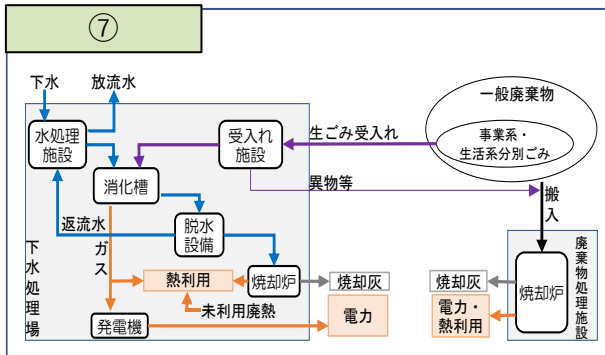 ⑦
下水
放流水
一般廃棄物
水処理
施設
受入れ
施設
生ごみ受入れ
事業系・
生活系分別ごみ
消化槽
異物等
搬入
返流水
ガス
脱水
設備
下水処理場
熱利用
焼却炉
焼却灰
焼却灰
焼却炉
廃棄物処理施設
未利用廃熱
電力・
熱利用
発電機
電力